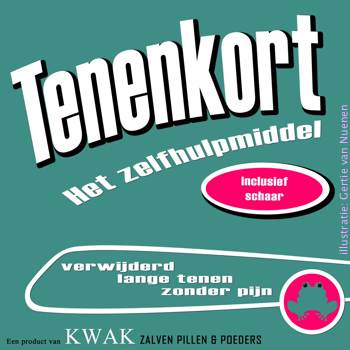 Tenenkort
Het zelfhulpmiddel
inclusief
schaar
verwijderd
lange tenen
zonder pijn
Een product van KWAK ZALVEN PILLEN & POEDERS
illustratie: Gertie van Nuenen